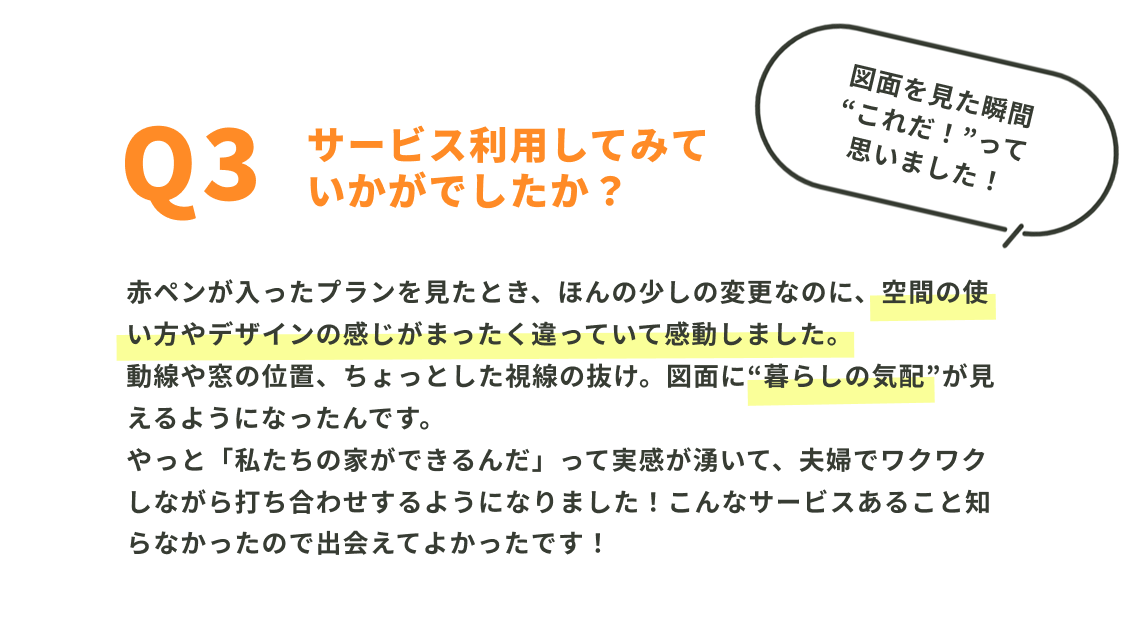 図面を見た瞬間
“これだ！”って
思いました！
Q3
サービス利用してみて
いかがでしたか？
赤ペンが入ったプランを見たとき、ほんの少しの変更なのに、空間の使
い方やデザインの感じがまったく違っていて感動しました。
動線や窓の位置、ちょっとした視線の抜け。図面に“暮らしの気配”が見
えるようになったんです。
やっと「私たちの家ができるんだ」って実感が湧いて、夫婦でワクワク
しながら打ち合わせするようになりました！こんなサービスあること知
らなかったので出会えてよかったです！